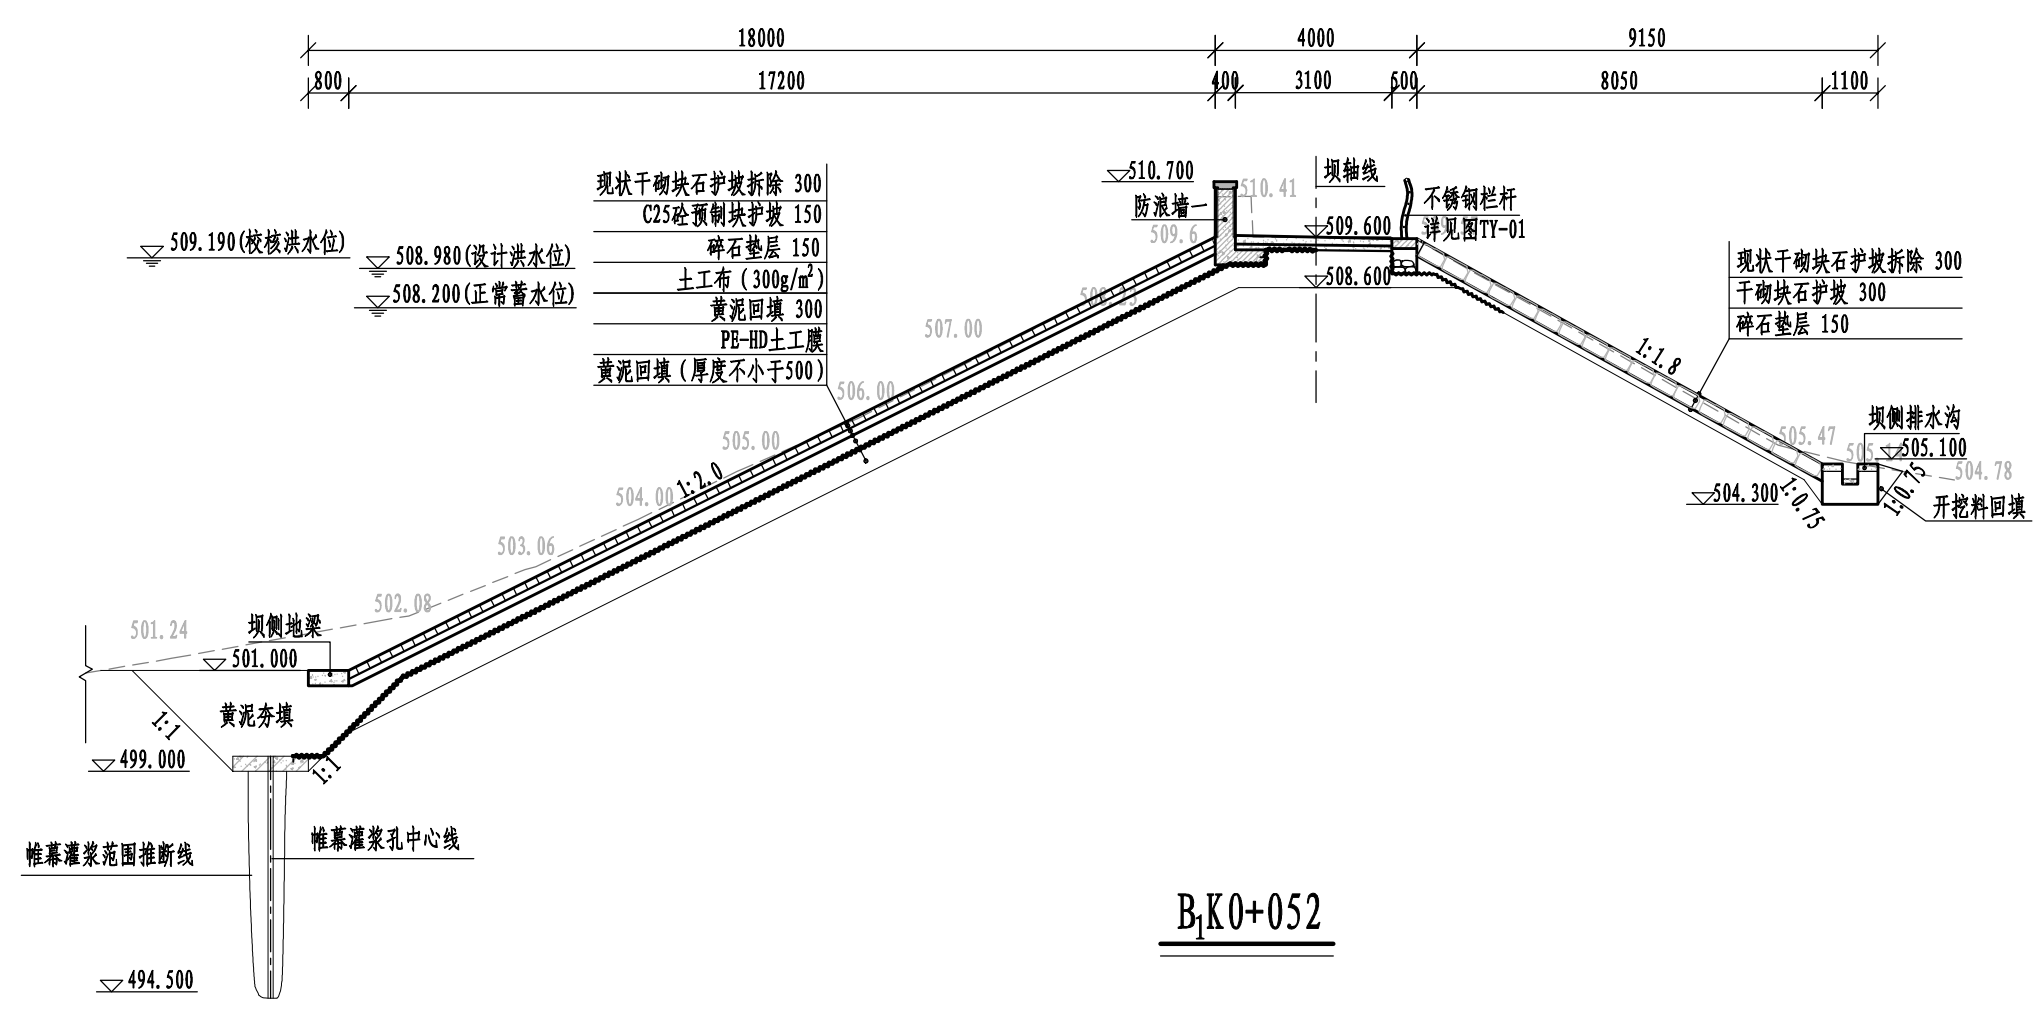 18000
4000
9150
800
17200
400
3100
500
8050
1100
现状干砌块石护坡拆除 300
C25砼预制块护坡 150
碎石垫层 150
土工布（300g/m²）
黄泥回填 300
PE-HD土工膜
黄泥回填（厚度不小于500）
509.190(校核洪水位)
508.980(设计洪水位)
508.200(正常蓄水位)
510.700
防浪墙
510.41
509.6
坝轴线
509.600
508.600
不锈钢栏杆
详见图TY-01
现状干砌块石护坡拆除 300
干砌块石护坡 300
碎石垫层 150
1:1.8
507.00
506.00
505.00
504.00
503.06
502.08
501.24
1:2.0
坝侧排水沟
505.47
505.100
504.78
504.300
1:0.75
1:0.75
开挖料回填
坝侧地梁
501.000
黄泥夯填
1:1
1:1
499.000
帷幕灌浆孔中心线
帷幕灌浆范围推断线
494.500
B₁K0+052